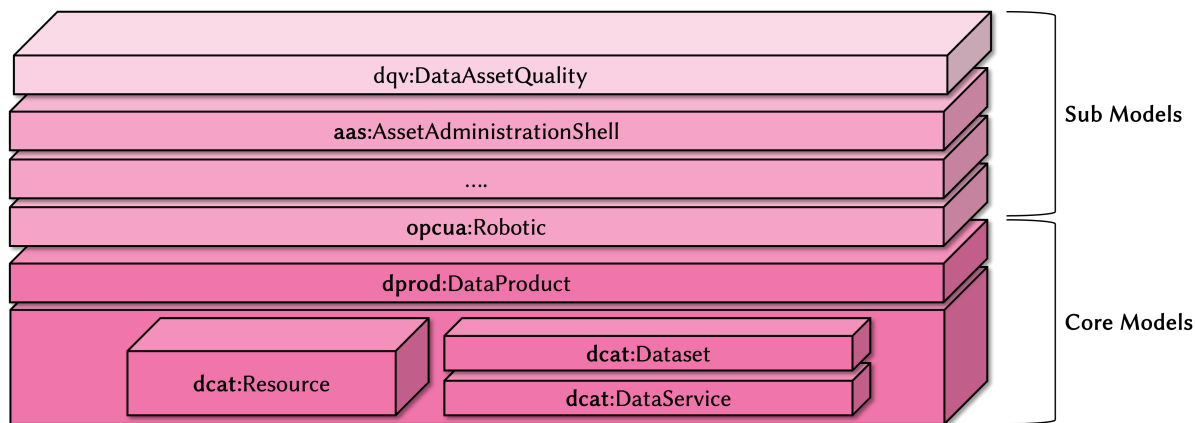 dqv:DataAssetQuality
aas:AssetAdministrationShell
....
opcua:Robotic
Sub Models
dprod:DataProduct
dcat:Resource
dcat:Dataset
dcat:DataService
Core Models